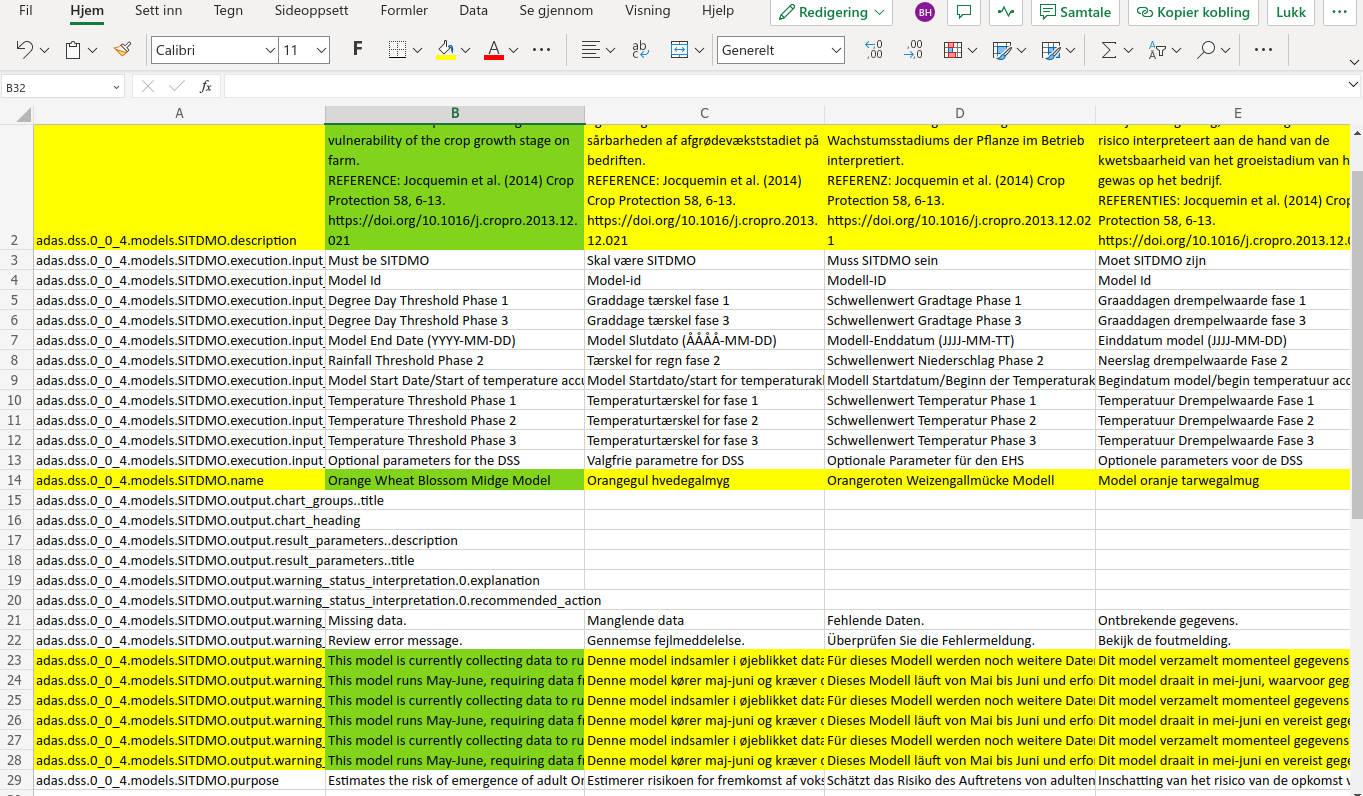 Fil Hjem Sett inn Tegn Sideoppsett Formler Data Se gjennom Visning Hjelp Redigering BH Samtale Kopier kobling Lukk
Calibri 11 F A ab Generelt ←0 ,00 ,00 →0
B32 fx
A B C D E
vulnerability of the crop growth stage on farm.
REFERENCE: Jocquemin et al. (2014) Crop Protection 58, 6-13.
https://doi.org/10.1016/j.cropro.2013.12.021
sårbarheden af afgrødevækststadiet på bedriften.
REFERENCE: Jocquemin et al. (2014) Crop Protection 58, 6-13.
https://doi.org/10.1016/j.cropro.2013.12.021
Wachstumsstadiums der Pflanze im Betrieb interpretiert.
REFERENZ: Jocquemin et al. (2014) Crop Protection 58, 6-13.
https://doi.org/10.1016/j.cropro.2013.12.021
risico interpreteert aan de hand van de kwetsbaarheid van het groeistadium van h
gewas op het bedrijf.
REFERENTIES: Jocquemin et al. (2014) Crop
Protection 58, 6-13.
https://doi.org/10.1016/j.cropro.2013.12.0
2 adas.dss.0_0_4.models.SITDMO.description
3 adas.dss.0_0_4.models.SITDMO.execution.input_ Must be SITDMO Skal være SITDMO Muss SITDMO sein Moet SITDMO zijn
4 adas.dss.0_0_4.models.SITDMO.execution.input_ Model Id Model-id Modell-ID Model Id
5 adas.dss.0_0_4.models.SITDMO.execution.input_ Degree Day Threshold Phase 1 Graddage tærskel fase 1 Schwellenwert Gradtage Phase 1 Graaddagen drempelwaarde fase 1
6 adas.dss.0_0_4.models.SITDMO.execution.input_ Degree Day Threshold Phase 3 Graddage tærskel fase 3 Schwellenwert Gradtage Phase 3 Graaddagen drempelwaarde fase 3
7 adas.dss.0_0_4.models.SITDMO.execution.input_ Model End Date (YYYY-MM-DD) Model Slutdato (ÅÅÅÅ-MM-DD) Modell-Enddatum (JJJJ-MM-TT) Einddatum model (JJJJ-MM-DD)
8 adas.dss.0_0_4.models.SITDMO.execution.input_ Rainfall Threshold Phase 2 Tærskel for regn fase 2 Schwellenwert Niederschlag Phase 2 Neerslag drempelwaarde Fase 2
9 adas.dss.0_0_4.models.SITDMO.execution.input_ Model Start Date/Start of temperature accu Model Startdato/start for temperaturakk Modell Startdatum/Beginn der Temperaturak Begindatum model/begin temperatuur acc
10 adas.dss.0_0_4.models.SITDMO.execution.input_ Temperature Threshold Phase 1 Temperaturtærskel for fase 1 Schwellenwert Temperatur Phase 1 Temperatuur Drempelwaarde Fase 1
11 adas.dss.0_0_4.models.SITDMO.execution.input_ Temperature Threshold Phase 2 Temperaturtærskel for fase 2 Schwellenwert Temperatur Phase 2 Temperatuur Drempelwaarde Fase 2
12 adas.dss.0_0_4.models.SITDMO.execution.input_ Temperature Threshold Phase 3 Temperaturtærskel for fase 3 Schwellenwert Temperatur Phase 3 Temperatuur Drempelwaarde Fase 3
13 adas.dss.0_0_4.models.SITDMO.execution.input_ Optional parameters for the DSS Valgfrie parametre for DSS Optionale Parameter für den EHS Optionele parameters voor de DSS
14 adas.dss.0_0_4.models.SITDMO.name Orange Wheat Blossom Midge Model Orangegul hvedegalmyg Orangeroten Weizengallmücke Modell Model oranje tarwegalmug
15 adas.dss.0_0_4.models.SITDMO.output.chart_groups..title
16 adas.dss.0_0_4.models.SITDMO.output.chart_heading
17 adas.dss.0_0_4.models.SITDMO.output.result_parameters..description
18 adas.dss.0_0_4.models.SITDMO.output.result_parameters..title
19 adas.dss.0_0_4.models.SITDMO.output.warning_status_interpretation.0.explanation
20 adas.dss.0_0_4.models.SITDMO.output.warning_status_interpretation.0.recommended_action
21 adas.dss.0_0_4.models.SITDMO.output.warning_ Missing data. Manglende data Fehlende Daten. Ontbrekende gegevens.
22 adas.dss.0_0_4.models.SITDMO.output.warning_ Review error message. Gennemse fejlmeddelelse. Überprüfen Sie die Fehlermeldung. Bekijk de foutmelding.
23 adas.dss.0_0_4.models.SITDMO.output.warning_ This model is currently collecting data to ru Denne model indsamler i øjeblikket data Für dieses Modell werden noch weitere Date Dit model verzamelt momenteel gegevens
24 adas.dss.0_0_4.models.SITDMO.output.warning_ This model runs May-June, requiring data f Denne model kører maj-juni og kræver d Dieses Modell läuft von Mai bis Juni und erfo Dit model draait in mei-juni, waarvoor geg
25 adas.dss.0_0_4.models.SITDMO.output.warning_ This model is currently collecting data to ru Denne model indsamler i øjeblikket data Für dieses Modell werden noch weitere Date Dit model verzamelt momenteel gegevens
26 adas.dss.0_0_4.models.SITDMO.output.warning_ This model runs May-June, requiring data f Denne model kører maj-juni og kræver d Dieses Modell läuft von Mai bis Juni und erfo Dit model draait in mei-juni en vereist gege
27 adas.dss.0_0_4.models.SITDMO.output.warning_ This model is currently collecting data to ru Denne model indsamler i øjeblikket data Für dieses Modell werden noch weitere Date Dit model verzamelt momenteel gegevens
28 adas.dss.0_0_4.models.SITDMO.output.warning_ This model runs May-June, requiring data f Denne model kører maj-juni og kræver d Dieses Modell läuft von Mai bis Juni und erfo Dit model draait in mei-juni en vereist gege
29 adas.dss.0_0_4.models.SITDMO.purpose Estimates the risk of emergence of adult Or Estimerer risikoen for fremkomst af voks Schätzt das Risiko des Auftretens von adulten Inschatting van het risico van de opkomst v